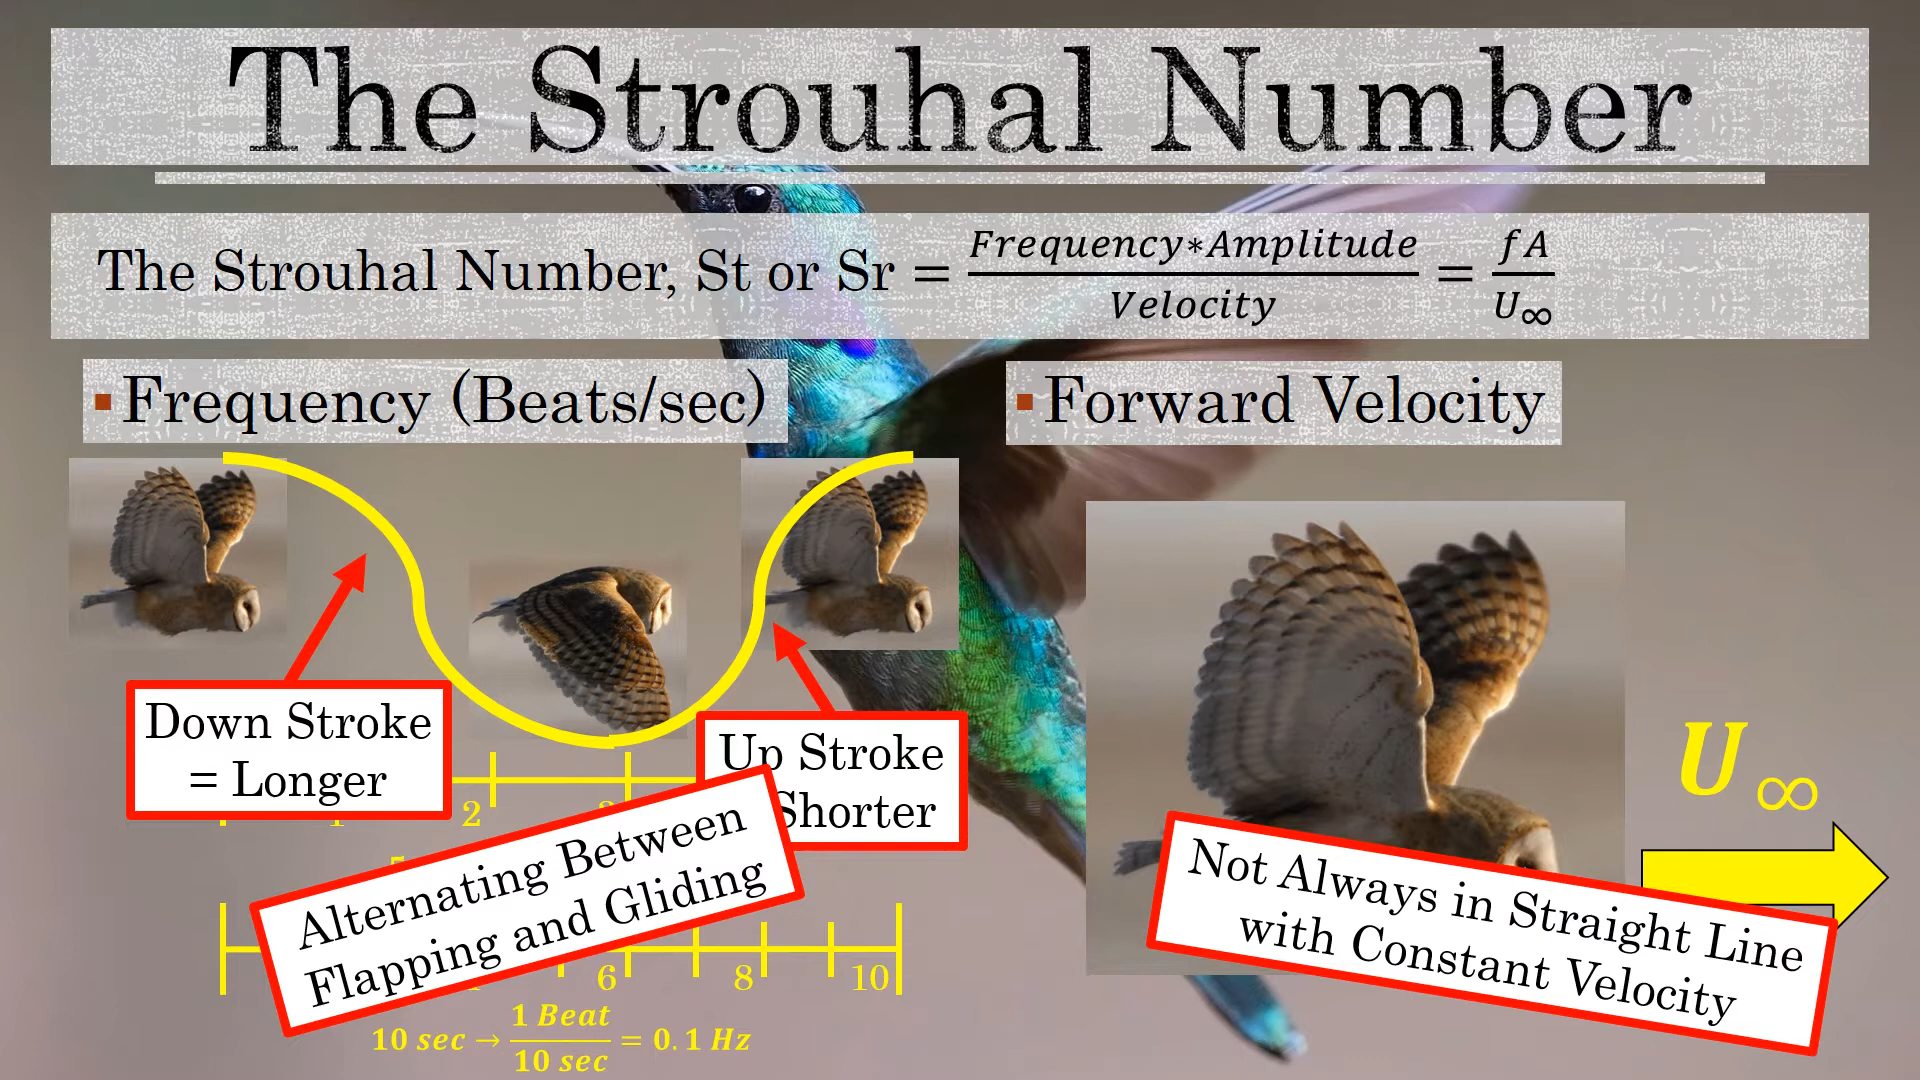 The Strouhal Number
The Strouhal Number, St or Sr = Frequency*Amplitude / Velocity = fA / U∞
▪Frequency (Beats/sec)
▪Forward Velocity
Down Stroke
= Longer
Up Stroke
Shorter
2
Alternating Between
Flapping and Gliding
6 8 10
10 sec → 1 Beat / 10 sec = 0.1 Hz
U∞
Not Always in Straight Line
with Constant Velocity